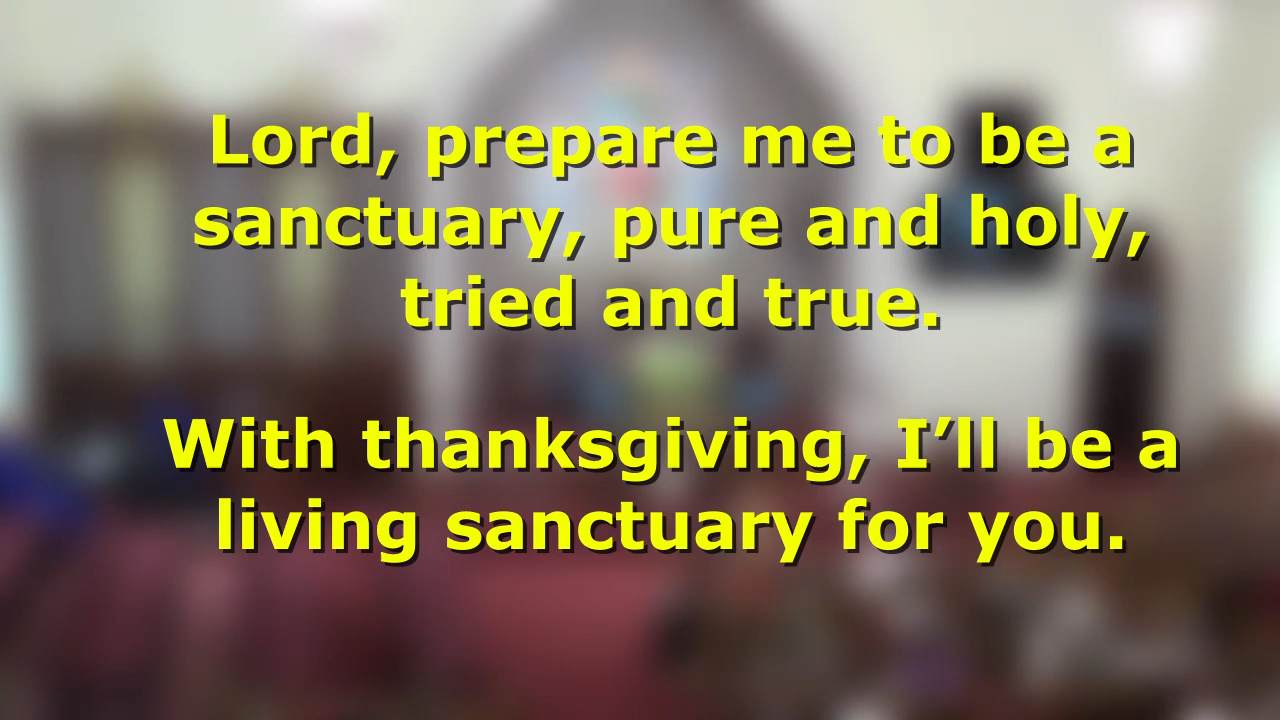 Lord, prepare me to be a
sanctuary, pure and holy,
tried and true.
With thanksgiving, I’ll be a
living sanctuary for you.